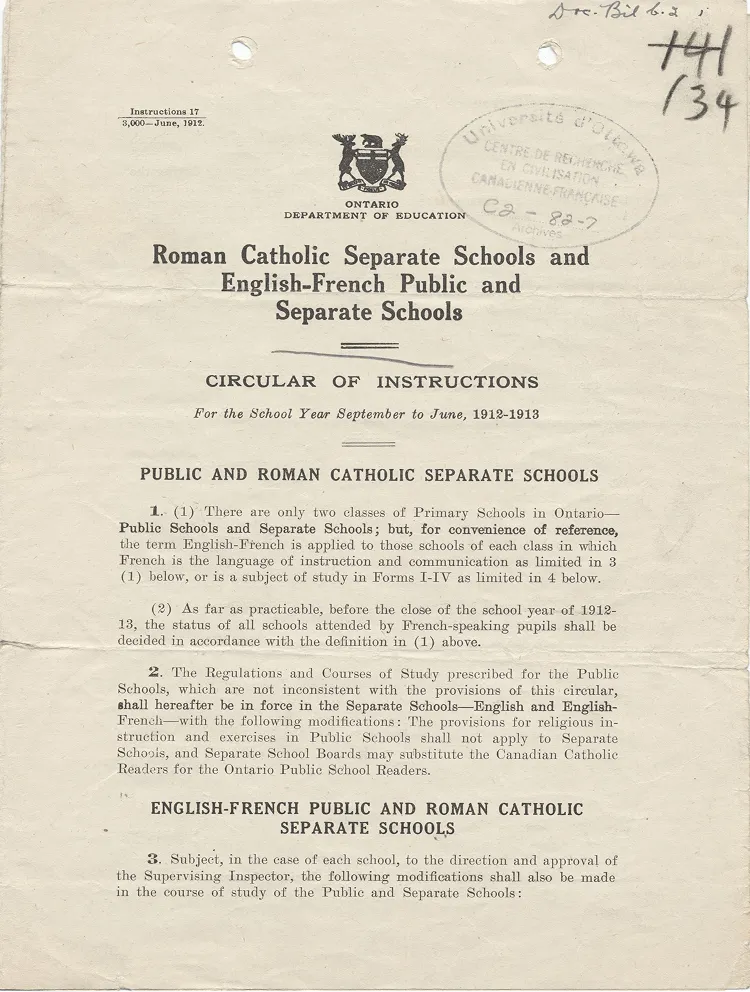 Doc. Bil 6.2
141
134
Instructions 17
3,000—June, 1912.
Université d'Ottawa
CENTRE DE RECHERCHE
EN CIVILISATION
CANADIENNE-FRANÇAISE
C2 - 82-7
Archives
ONTARIO
DEPARTMENT OF EDUCATION
Roman Catholic Separate Schools and
English-French Public and
Separate Schools
CIRCULAR OF INSTRUCTIONS
For the School Year September to June, 1912-1913
PUBLIC AND ROMAN CATHOLIC SEPARATE SCHOOLS
1. (1) There are only two classes of Primary Schools in Ontario—
Public Schools and Separate Schools; but, for convenience of reference,
the term English-French is applied to those schools of each class in which
French is the language of instruction and communication as limited in 3
(1) below, or is a subject of study in Forms I-IV as limited in 4 below.
(2) As far as practicable, before the close of the school year of 1912-
13, the status of all schools attended by French-speaking pupils shall be
decided in accordance with the definition in (1) above.
2. The Regulations and Courses of Study prescribed for the Public
Schools, which are not inconsistent with the provisions of this circular,
shall hereafter be in force in the Separate Schools—English and English-
French—with the following modifications: The provisions for religious in-
struction and exercises in Public Schools shall not apply to Separate
Schools, and Separate School Boards may substitute the Canadian Catholic
Readers for the Ontario Public School Readers.
ENGLISH-FRENCH PUBLIC AND ROMAN CATHOLIC
SEPARATE SCHOOLS
3. Subject, in the case of each school, to the direction and approval of
the Supervising Inspector, the following modifications shall also be made
in the course of study of the Public and Separate Schools: